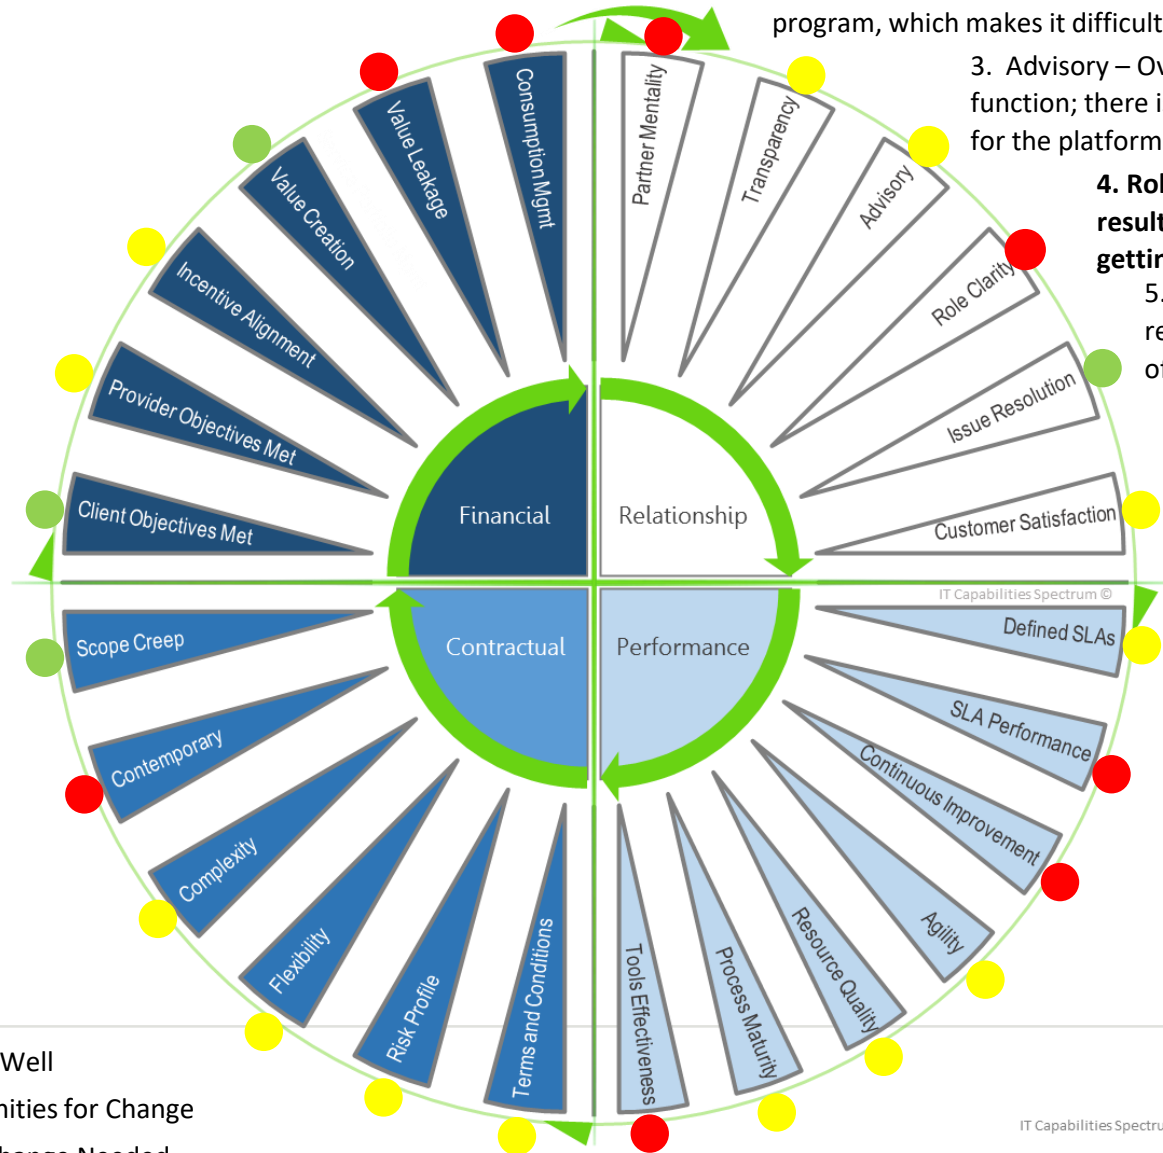 program, which makes it difficult
3. Advisory – Ov
function; there i
for the platform
4. Rol
result
gettin
5.
re
of
Consumption Mgmt
Partner Mentality
Value Leakage
Transparency
Value Creation
Advisory
Incentive Alignment
Role Clarity
Provider Objectives Met
Issue Resolution
Client Objectives Met
Customer Satisfaction
Financial
Relationship
IT Capabilities Spectrum ©
Scope Creep
Defined SLAs
Contractual
Performance
Contemporary
SLA Performance
Complexity
Continuous Improvement
Flexibility
Agility
Risk Profile
Resource Quality
Terms and Conditions
Tools Effectiveness
Process Maturity
Well
nities for Change
hange Needed
IT Capabilities Spectru